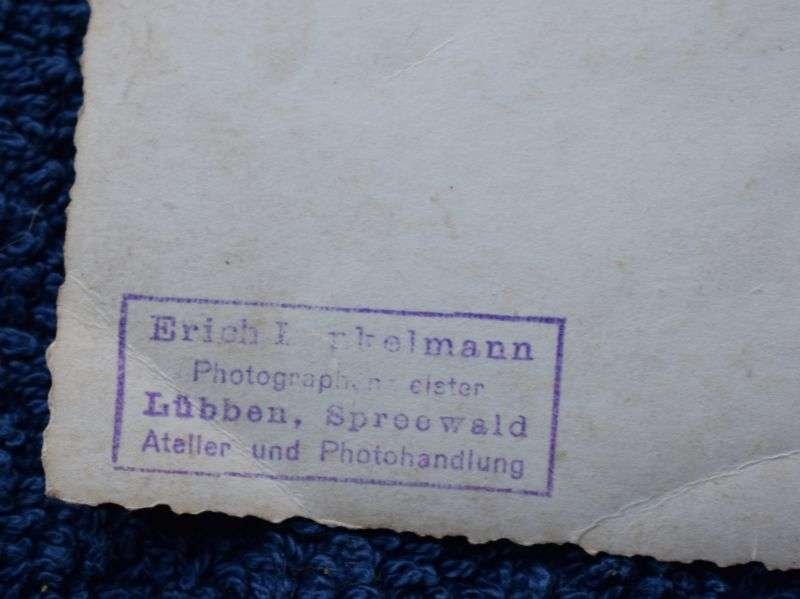 Erich
Lübben, Spreewald
Atelier und Photohandlung